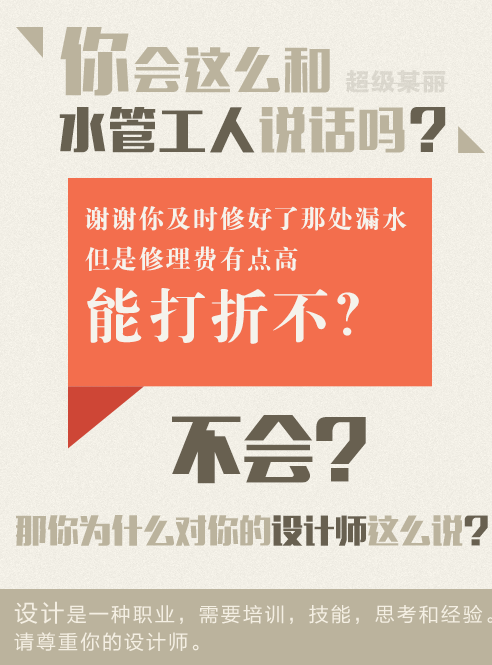 你会这么和
超级某丽
水管工人说话吗?
谢谢你及时修好了那处漏水
但是修理费有点高
能打折不?
不会?
那你为什么对你的设计师这么说?
设计是一种职业，需要培训，技能，思考和经验。
请尊重你的设计师。